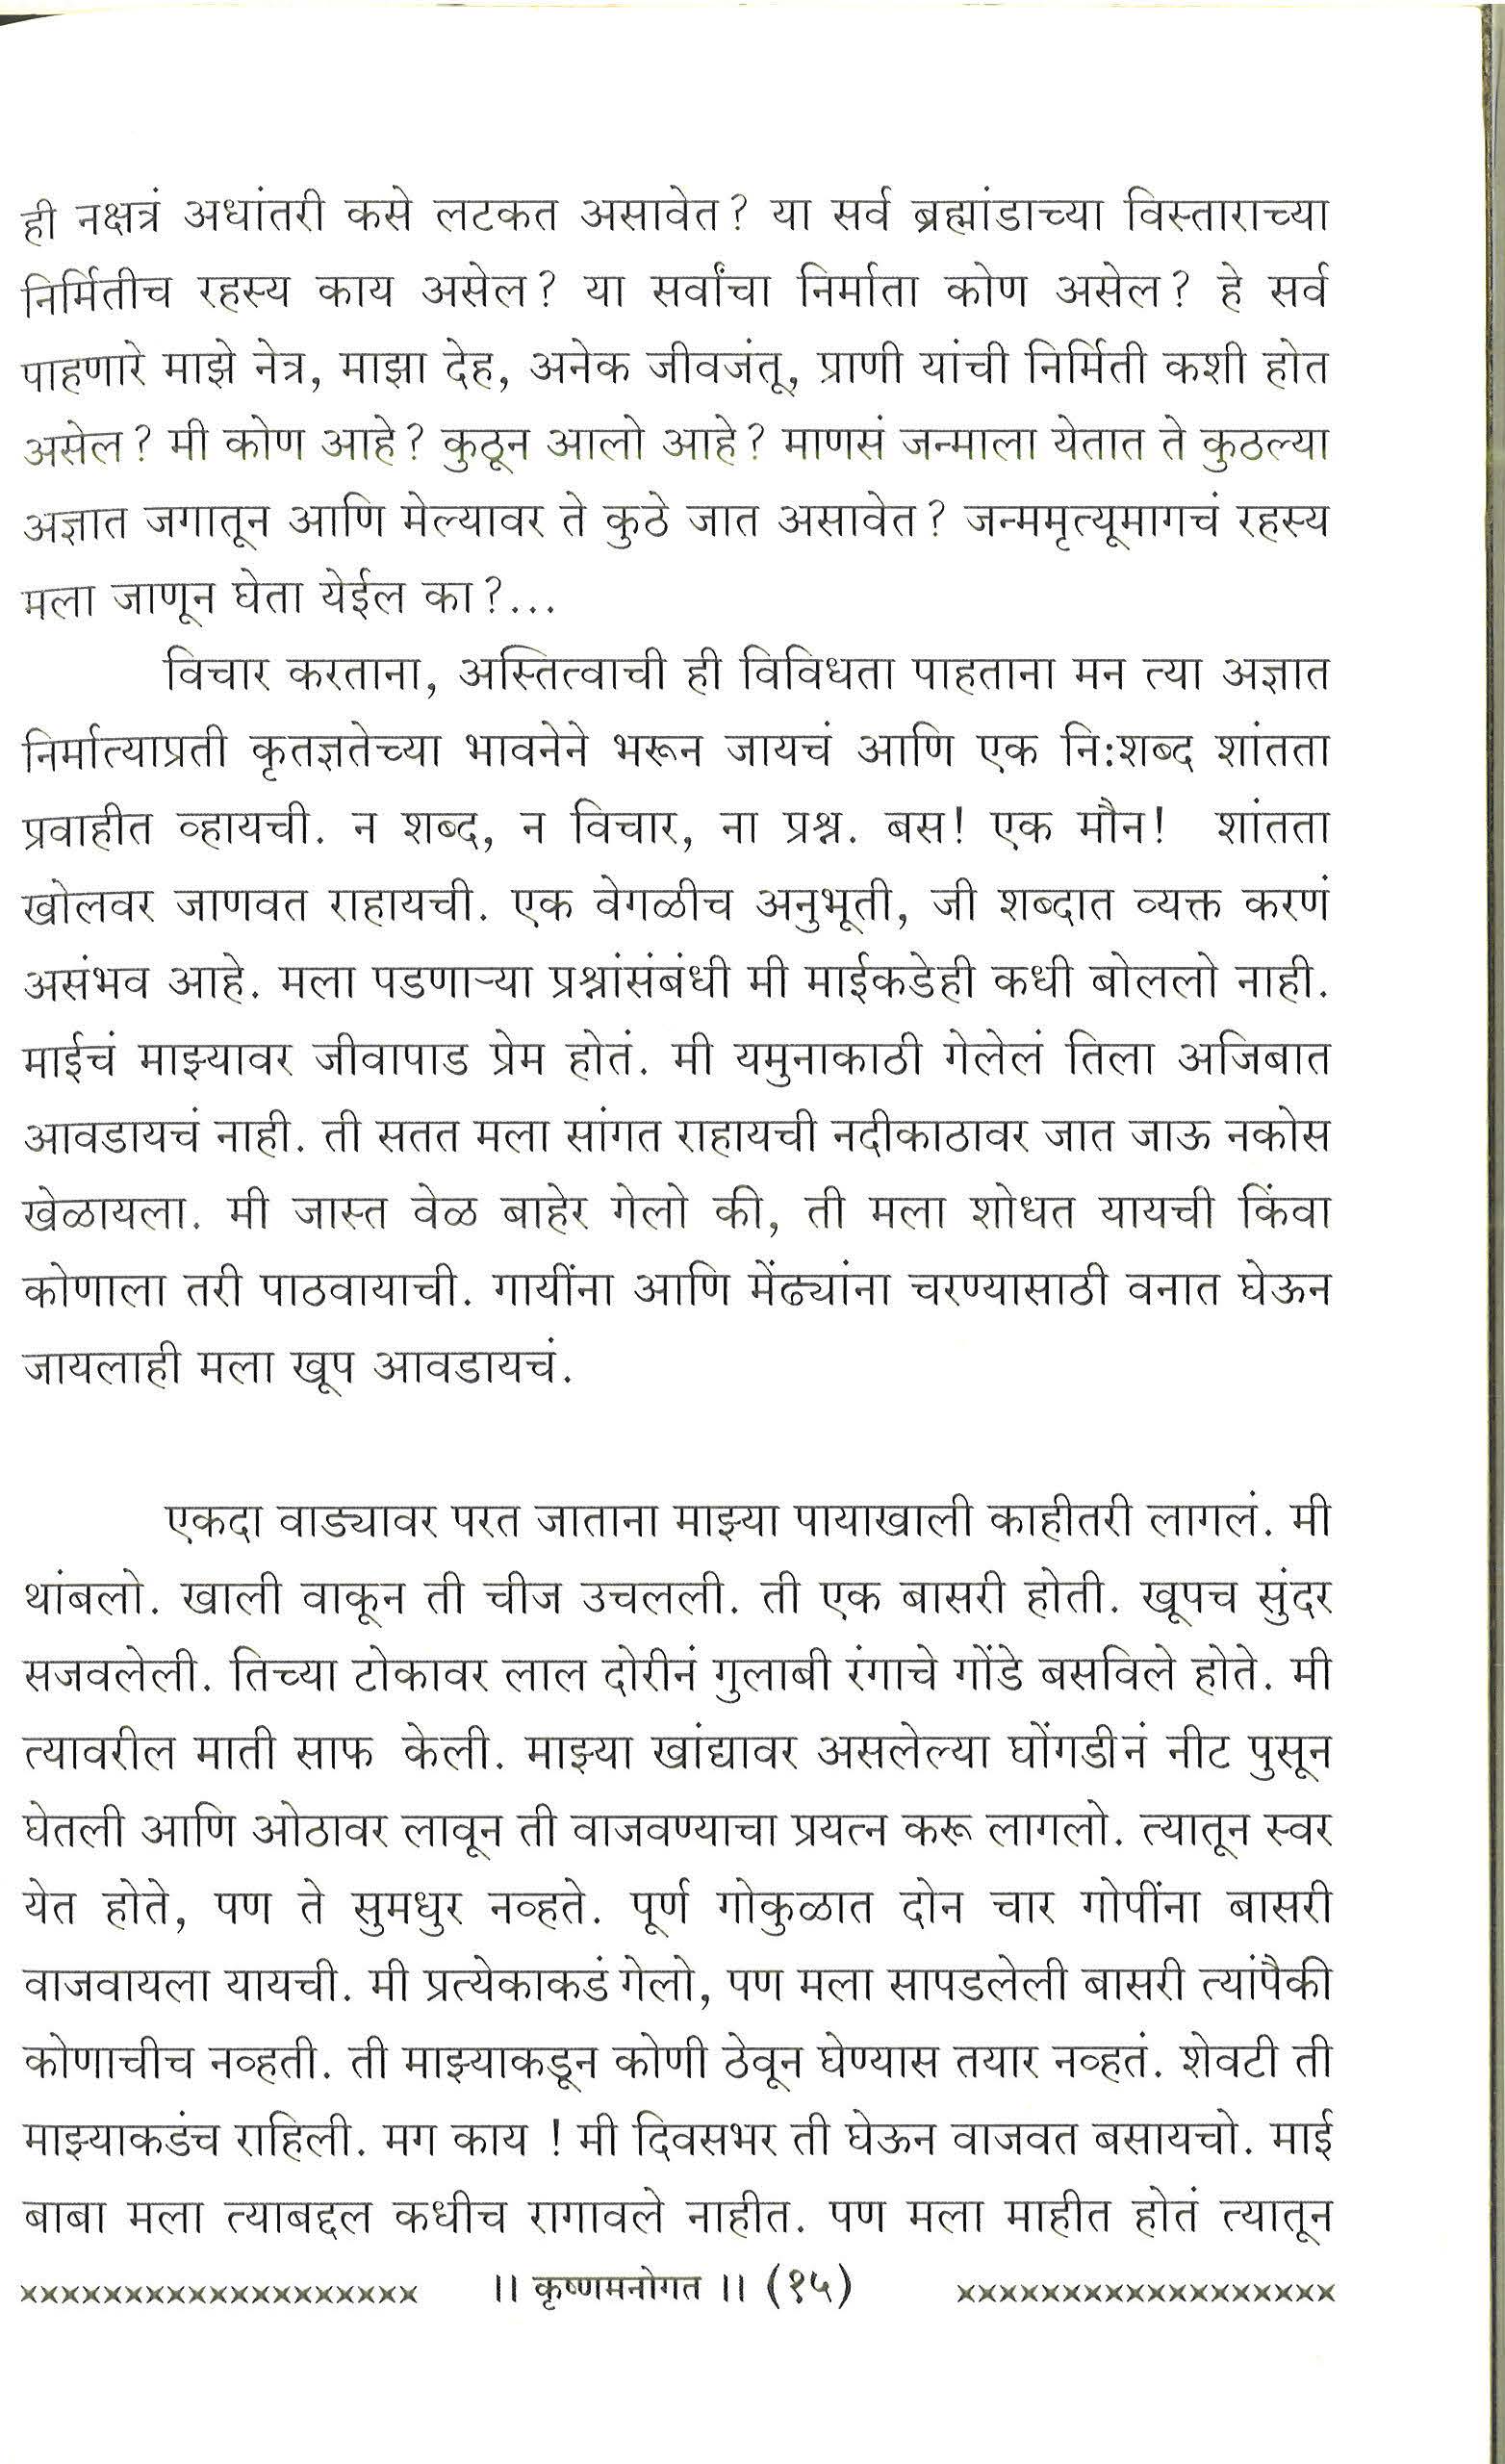 ही नक्षत्रं अधांतरी कसे लटकत असावेत? या सर्व ब्रह्मांडाच्या विस्ताराच्या
निर्मितीच रहस्य काय असेल? या सर्वांचा निर्माता कोण असेल? हे सर्व
पाहणारे माझे नेत्र, माझा देह, अनेक जीवजंतू, प्राणी यांची निर्मिती कशी होत
असेल? मी कोण आहे? कुठून आलो आहे? माणसं जन्माला येतात ते कुठल्या
अज्ञात जगातून आणि मेल्यावर ते कुठे जात असावेत? जन्ममृत्यूमागचं रहस्य
मला जाणून घेता येईल का?...
विचार करताना, अस्तित्वाची ही विविधता पाहताना मन त्या अज्ञात
निर्मात्याप्रती कृतज्ञतेच्या भावनेने भरून जायचं आणि एक नि:शब्द शांतता
प्रवाहीत व्हायची. न शब्द, न विचार, ना प्रश्न. बस! एक मौन! शांतता
खोलवर जाणवत राहायची. एक वेगळीच अनुभूती, जी शब्दात व्यक्त करणं
असंभव आहे. मला पडणाऱ्या प्रश्नांसंबंधी मी माईकडेही कधी बोललो नाही.
माईचं माझ्यावर जीवापाड प्रेम होतं. मी यमुनाकाठी गेलेलं तिला अजिबात
आवडायचं नाही. ती सतत मला सांगत राहायची नदीकाठावर जात जाऊ नकोस
खेळायला. मी जास्त वेळ बाहेर गेलो की, ती मला शोधत यायची किंवा
कोणाला तरी पाठवायाची. गायींना आणि मेंढ्यांना चरण्यासाठी वनात घेऊन
जायलाही मला खूप आवडायचं.
एकदा वाड्यावर परत जाताना माझ्या पायाखाली काहीतरी लागलं. मी
थांबलो. खाली वाकून ती चीज उचलली. ती एक बासरी होती. खूपच सुंदर
सजवलेली. तिच्या टोकावर लाल दोरीनं गुलाबी रंगाचे गोंडे बसविले होते. मी
त्यावरील माती साफ केली. माझ्या खांद्यावर असलेल्या घोंगडीनं नीट पुसून
घेतली आणि ओठावर लावून ती वाजवण्याचा प्रयत्न करू लागलो. त्यातून स्वर
येत होते, पण ते सुमधुर नव्हते. पूर्ण गोकुळात दोन चार गोपींना बासरी
वाजवायला यायची. मी प्रत्येकाकडं गेलो, पण मला सापडलेली बासरी त्यांपैकी
कोणाचीच नव्हती. ती माझ्याकडून कोणी ठेवून घेण्यास तयार नव्हतं. शेवटी ती
माझ्याकडंच राहिली. मग काय ! मी दिवसभर ती घेऊन वाजवत बसायचो. माई
बाबा मला त्याबद्दल कधीच रागावले नाहीत. पण मला माहीत होतं त्यातून
xxxxxxxxxxxxxxxxxxx ।। कृष्णमनोगत ।। (१५) xxxxxxxxxxxxxxxxxx